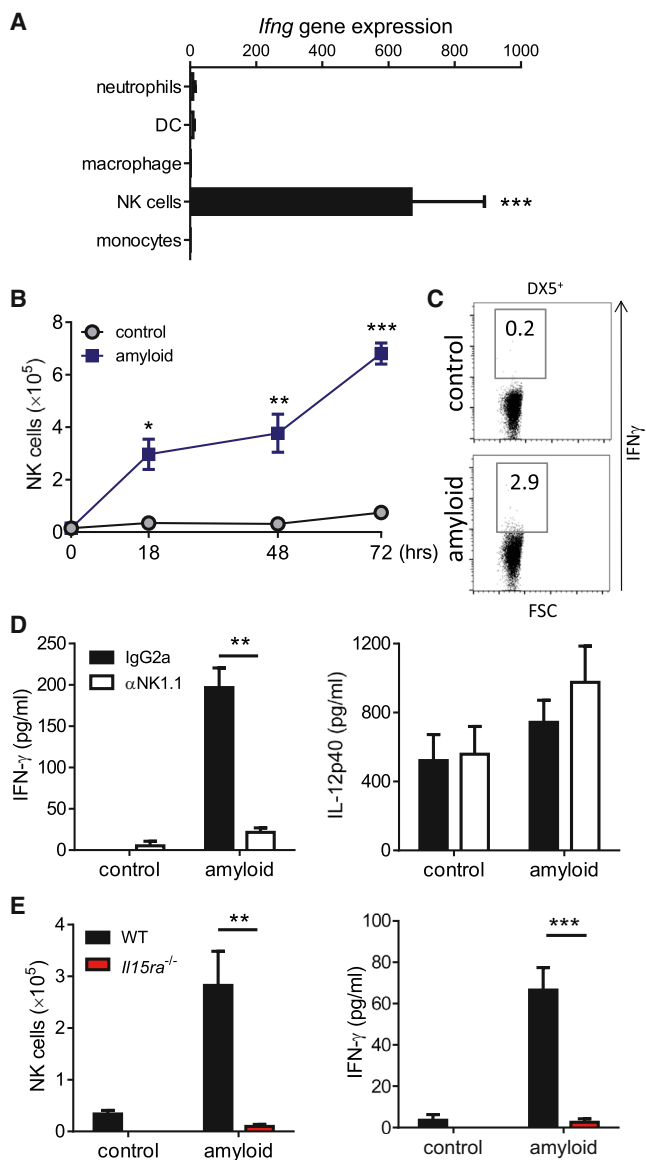 A
Ifng gene expression
0 200 400 600 800 1000
neutrophils
DC
macrophage
NK cells ***
monocytes
B
NK cells (×10⁵)
8
6
4
2
0
control
amyloid
* ** ***
0 18 48 72 (hrs)
C
DX5⁺
control
0.2
amyloid
2.9
IFNγ
FSC
D
IFN-γ (pg/ml)
250
200
150
100
50
0
IgG2a
αNK1.1
**
control amyloid
IL-12p40 (pg/ml)
1200
800
400
0
control amyloid
E
NK cells (×10⁵)
4
3
2
1
0
WT
Il15ra⁻/⁻
**
control amyloid
IFN-γ (pg/ml)
100
80
60
40
20
0
***
control amyloid